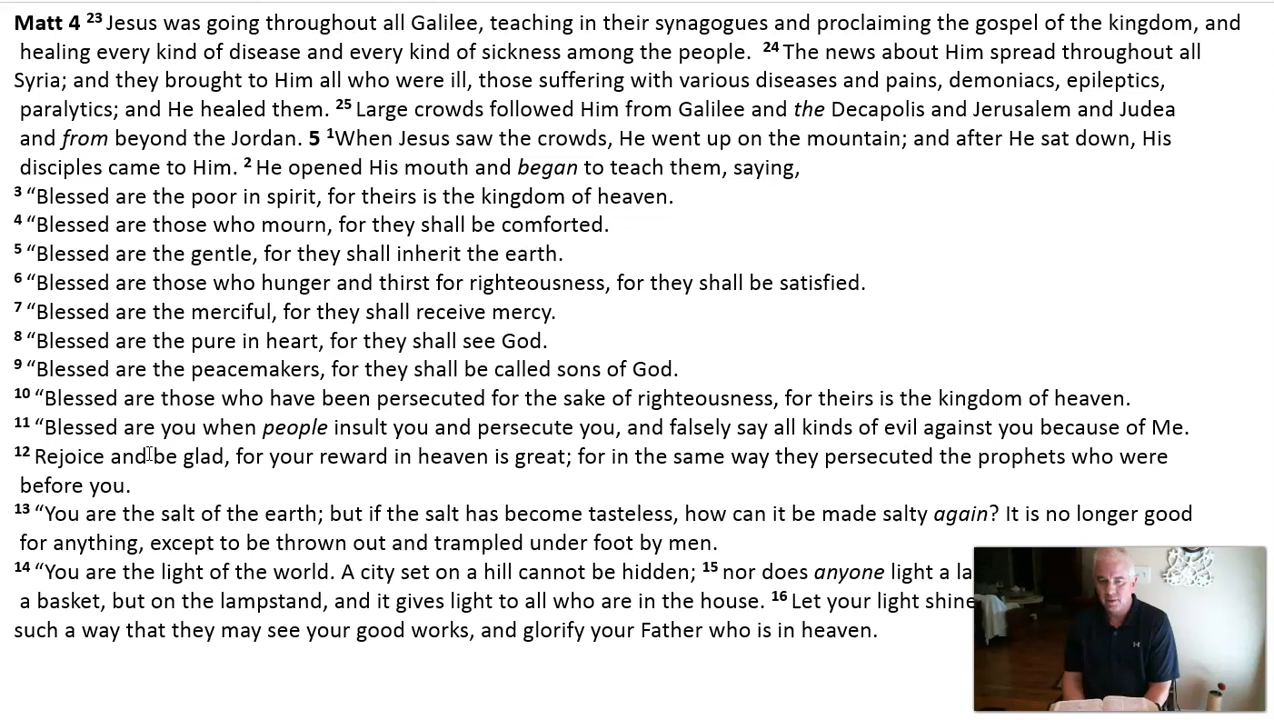 Matt 4 23 Jesus was going throughout all Galilee, teaching in their synagogues and proclaiming the gospel of the kingdom, and
healing every kind of disease and every kind of sickness among the people. 24 The news about Him spread throughout all
Syria; and they brought to Him all who were ill, those suffering with various diseases and pains, demoniacs, epileptics,
paralytics; and He healed them. 25 Large crowds followed Him from Galilee and the Decapolis and Jerusalem and Judea
and from beyond the Jordan. 5 1 When Jesus saw the crowds, He went up on the mountain; and after He sat down, His
disciples came to Him. 2 He opened His mouth and began to teach them, saying,
3 “Blessed are the poor in spirit, for theirs is the kingdom of heaven.
4 “Blessed are those who mourn, for they shall be comforted.
5 “Blessed are the gentle, for they shall inherit the earth.
6 “Blessed are those who hunger and thirst for righteousness, for they shall be satisfied.
7 “Blessed are the merciful, for they shall receive mercy.
8 “Blessed are the pure in heart, for they shall see God.
9 “Blessed are the peacemakers, for they shall be called sons of God.
10 “Blessed are those who have been persecuted for the sake of righteousness, for theirs is the kingdom of heaven.
11 “Blessed are you when people insult you and persecute you, and falsely say all kinds of evil against you because of Me.
12 Rejoice and be glad, for your reward in heaven is great; for in the same way they persecuted the prophets who were
before you.
13 “You are the salt of the earth; but if the salt has become tasteless, how can it be made salty again? It is no longer good
for anything, except to be thrown out and trampled under foot by men.
14 “You are the light of the world. A city set on a hill cannot be hidden; 15 nor does anyone light a la
a basket, but on the lampstand, and it gives light to all who are in the house. 16 Let your light shine
such a way that they may see your good works, and glorify your Father who is in heaven.